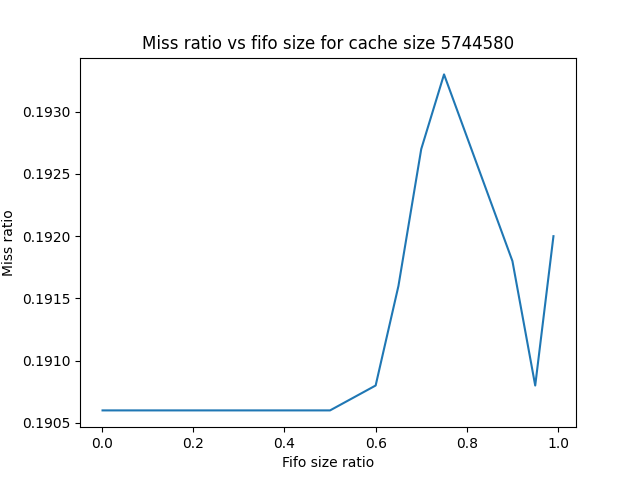 Miss ratio vs fifo size for cache size 5744580
Miss ratio
0.1930
0.1925
0.1920
0.1915
0.1910
0.1905
0.0 0.2 0.4 0.6 0.8 1.0
Fifo size ratio